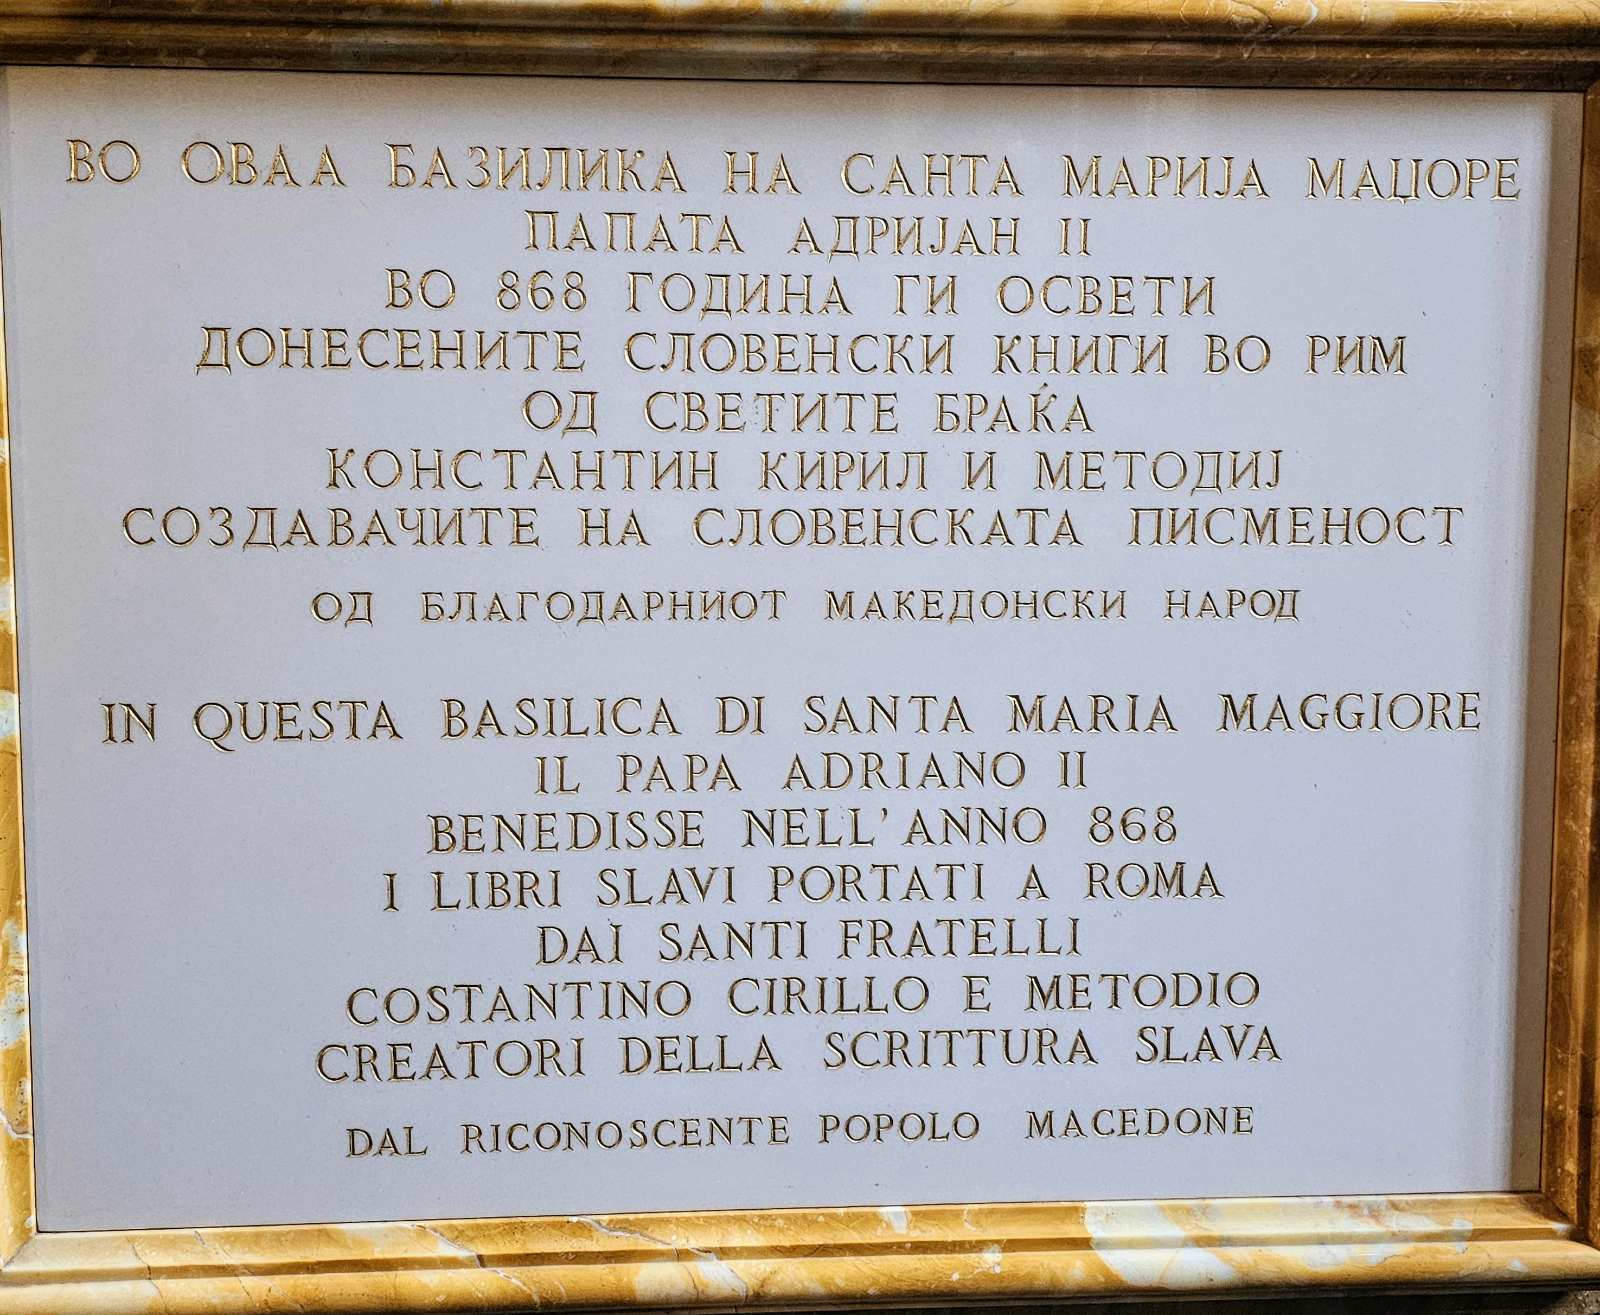 ВО ОВАА БАЗИЛИКА НА САНТА МАРИЈА МАЏОРЕ
ПАПАТА АДРИЈАН II
ВО 868 ГОДИНА ГИ ОСВЕТИ
ДОНЕСЕНИТЕ СЛОВЕНСКИ КНИГИ ВО РИМ
ОД СВЕТИТЕ БРАЌА
КОНСТАНТИН КИРИЛ И МЕТОДИЈ
СОЗДАВАЧИТЕ НА СЛОВЕНСКАТА ПИСМЕНОСТ
ОД БЛАГОДАРНИОТ МАКЕДОНСКИ НАРОД
IN QUESTA BASILICA DI SANTA MARIA MAGGIORE
IL PAPA ADRIANO II
BENEDISSE NELL'ANNO 868
I LIBRI SLAVI PORTATI A ROMA
DAI SANTI FRATELLI
COSTANTINO CIRILLO E METODIO
CREATORI DELLA SCRITTURA SLAVA
DAL RICONOSCENTE POPOLO MACEDONE